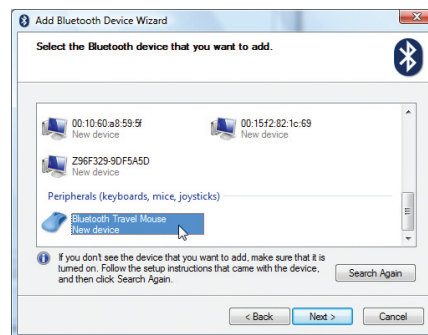 Add Bluetooth Device Wizard
Select the Bluetooth device that you want to add.
00:10:60:a8:59:5f
New device
00:15:f2:82:1c:69
New device
Z96F329-9DF5A5D
New device
Peripherals (keyboards, mice, joysticks)
Bluetooth Travel Mouse
New device
If you don't see the device that you want to add, make sure that it is
turned on. Follow the setup instructions that came with the device,
and then click Search Again.
Search Again
< Back
Next >
Cancel